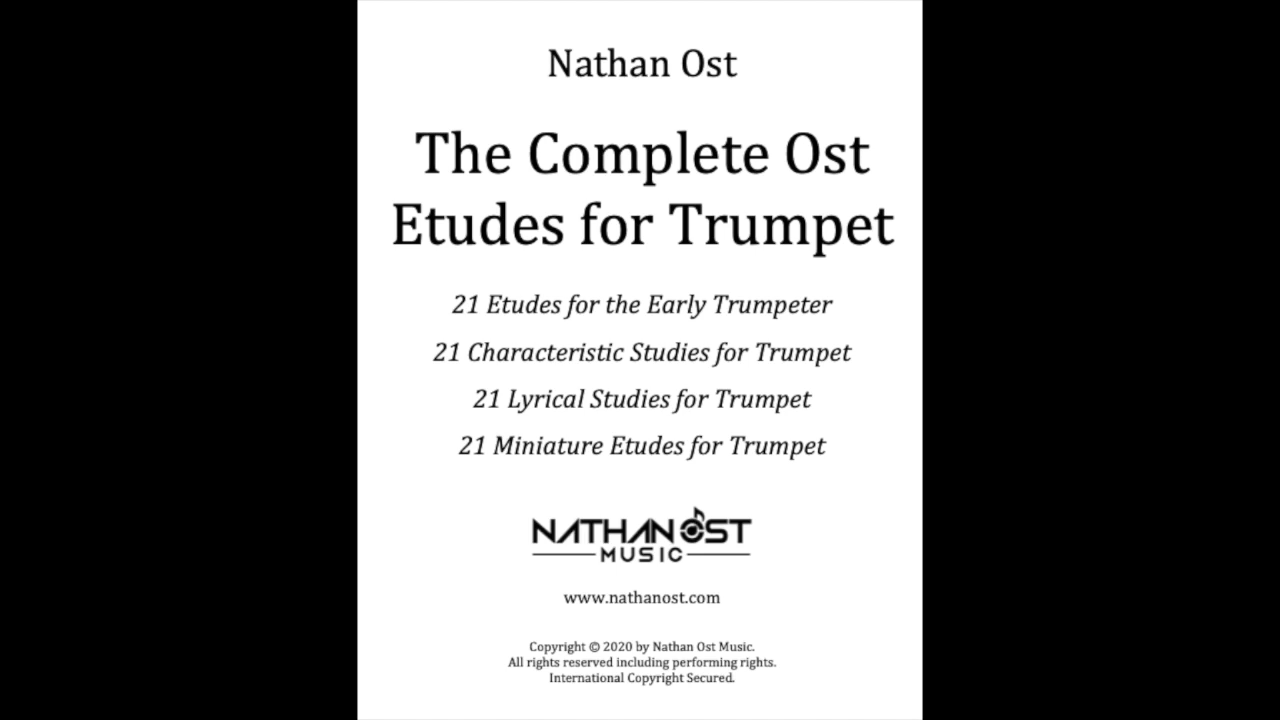 Nathan Ost
The Complete Ost
Etudes for Trumpet
21 Etudes for the Early Trumpeter
21 Characteristic Studies for Trumpet
21 Lyrical Studies for Trumpet
21 Miniature Etudes for Trumpet
NATHAN OST
MUSIC
www.nathanost.com
Copyright © 2020 by Nathan Ost Music.
All rights reserved including performing rights.
International Copyright Secured.